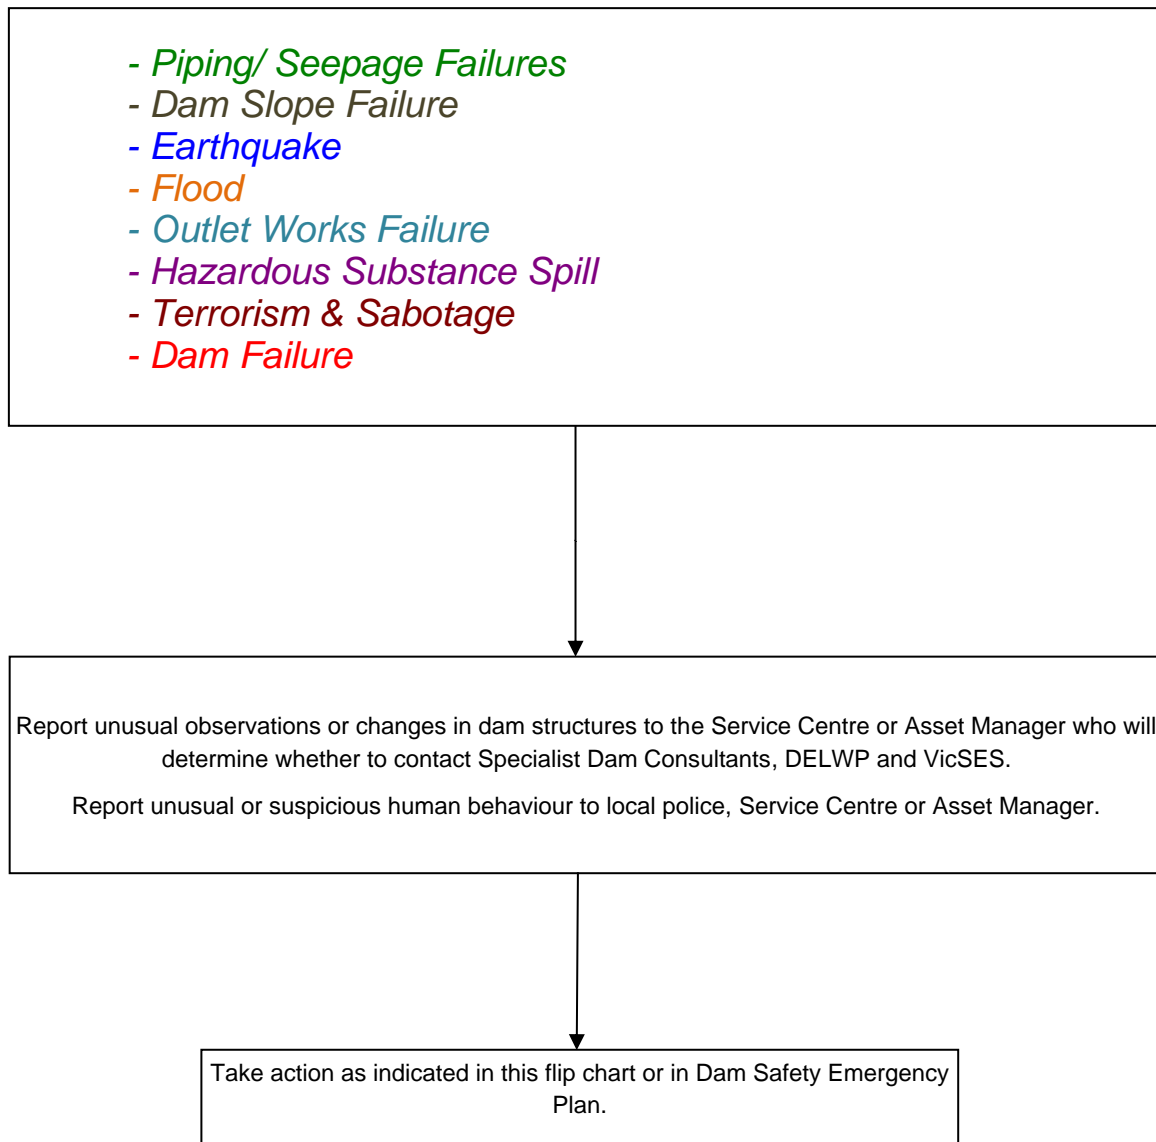 - Piping/ Seepage Failures
- Dam Slope Failure
- Earthquake
- Flood
- Outlet Works Failure
- Hazardous Substance Spill
- Terrorism & Sabotage
- Dam Failure
Report unusual observations or changes in dam structures to the Service Centre or Asset Manager who will
determine whether to contact Specialist Dam Consultants, DELWP and VicSES.
Report unusual or suspicious human behaviour to local police, Service Centre or Asset Manager.
Take action as indicated in this flip chart or in Dam Safety Emergency
Plan.